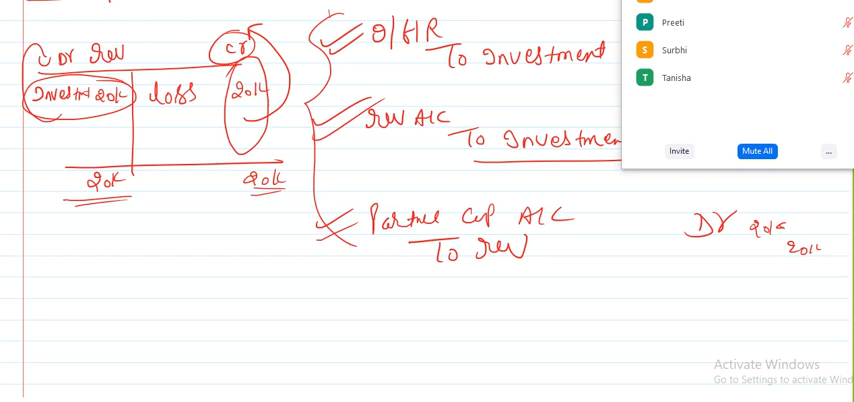 Dr Rev
Cr
Investmt 20k
loss
20k
20k
20k
O/H R
To Investment
Rev A/C
To Investmen
Partner Cap A/C
To Rev
Dr 20k
20k
P Preeti
S Surbhi
T Tanisha
Invite
Mute All
...
Activate Windows
Go to Settings to activate Wind